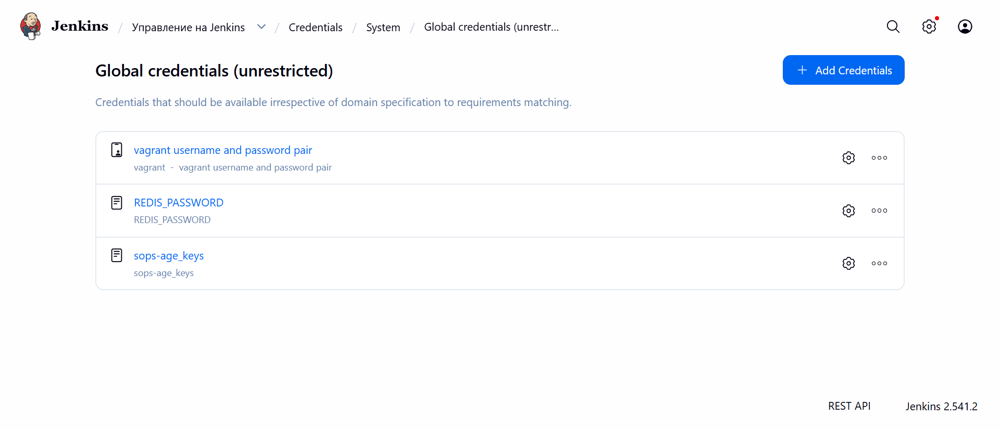 Jenkins / Управление на Jenkins / Credentials / System / Global credentials (unrestr...
Global credentials (unrestricted)
Add Credentials
Credentials that should be available irrespective of domain specification to requirements matching.
vagrant username and password pair
vagrant - vagrant username and password pair
REDIS_PASSWORD
REDIS_PASSWORD
sops-age_keys
sops-age_keys
REST API
Jenkins 2.541.2